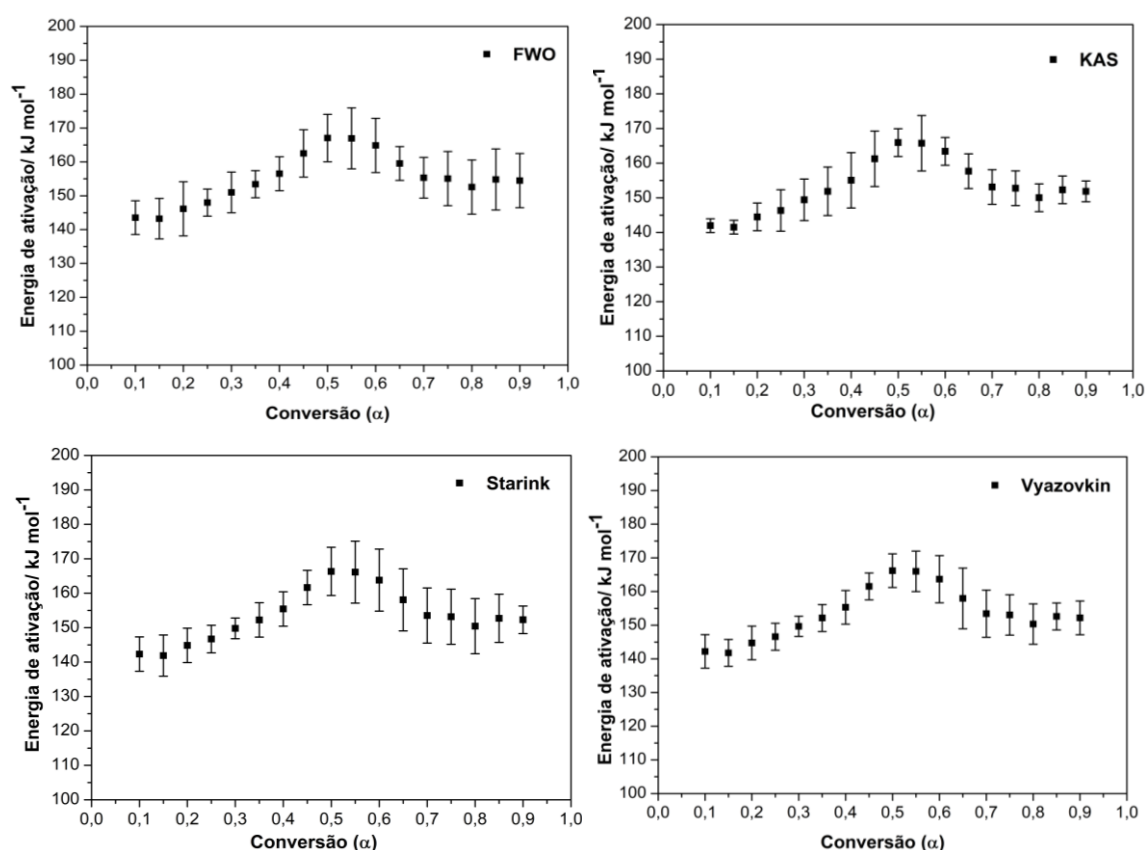 200
190
180
170
160
150
140
130
120
110
100
Energia de ativação/ kJ mol⁻¹
FWO
0,0 0,1 0,2 0,3 0,4 0,5 0,6 0,7 0,8 0,9 1,0
Conversão (α)
200
190
180
170
160
150
140
130
120
110
100
Energia de ativação/ kJ mol⁻¹
KAS
0,0 0,1 0,2 0,3 0,4 0,5 0,6 0,7 0,8 0,9 1,0
Conversão (α)
200
190
180
170
160
150
140
130
120
110
100
Energia de ativação/ kJ mol⁻¹
Starink
0,0 0,1 0,2 0,3 0,4 0,5 0,6 0,7 0,8 0,9 1,0
Conversão (α)
200
190
180
170
160
150
140
130
120
110
100
Energia de ativação/ kJ mol⁻¹
Vyazovkin
0,0 0,1 0,2 0,3 0,4 0,5 0,6 0,7 0,8 0,9 1,0
Conversão (α)